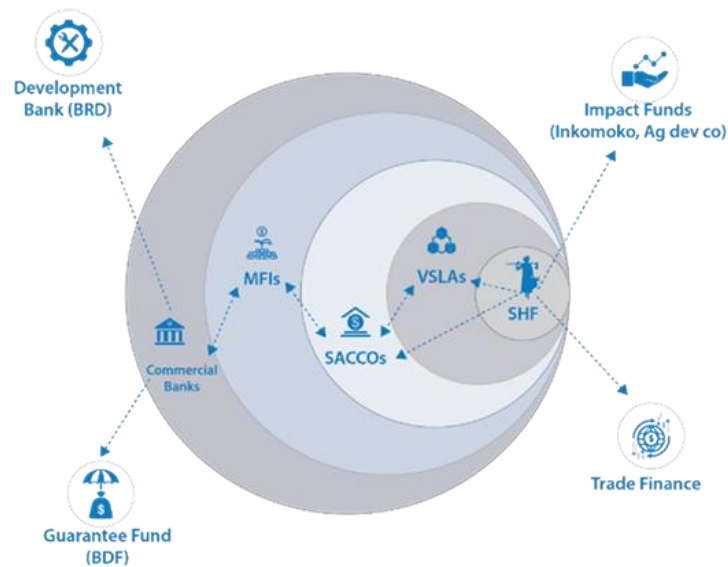 Development
Bank (BRD)
Impact Funds
(Inkomoko, Ag dev co)
MFIs
VSLAs
SHF
SACCOs
Commercial
Banks
Trade Finance
Guarantee Fund
(BDF)